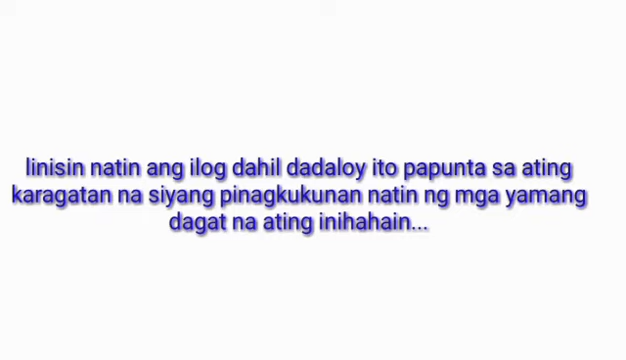 linisin natin ang ilog dahil dadaloy ito papunta sa ating
karagatan na siyang pinagkukunan natin ng mga yamang
dagat na ating inihahain...